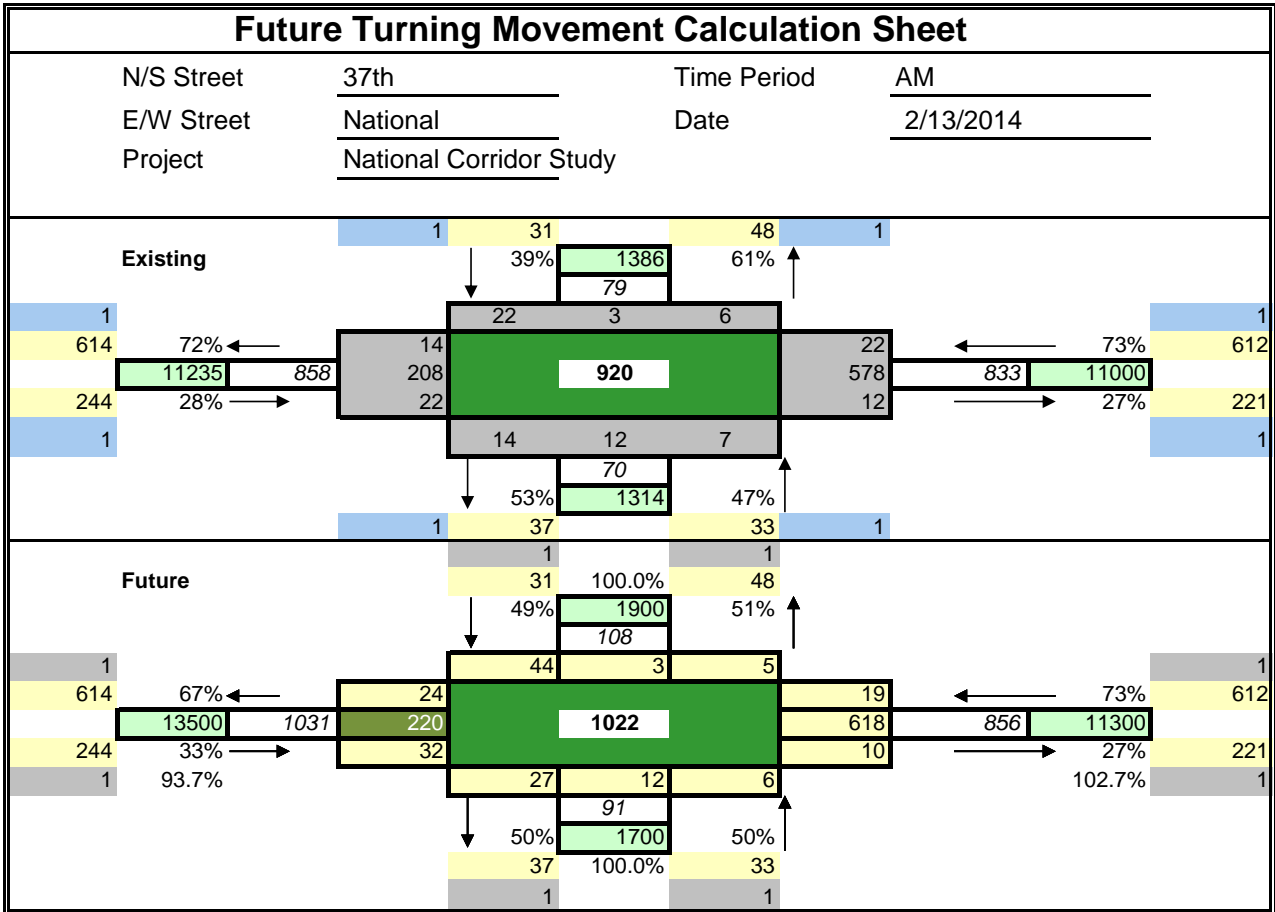 Future Turning Movement Calculation Sheet
N/S Street 37th Time Period AM
E/W Street National Date 2/13/2014
Project National Corridor Study
1 31 48 1
Existing 39% 1386 61%
79
1 22 3 6 1
614 72% 14 22 73% 612
11235 858 208 920 578 833 11000
244 28% 22 12 27% 221
1 14 12 7 1
70
53% 1314 47%
1 37 33 1
1 1
Future 31 100.0% 48
49% 1900 51%
108
1 44 3 5 1
614 67% 24 19 73% 612
13500 1031 220 1022 618 856 11300
244 33% 32 10 27% 221
1 93.7% 27 12 6 102.7% 1
91
50% 1700 50%
37 100.0% 33
1 1